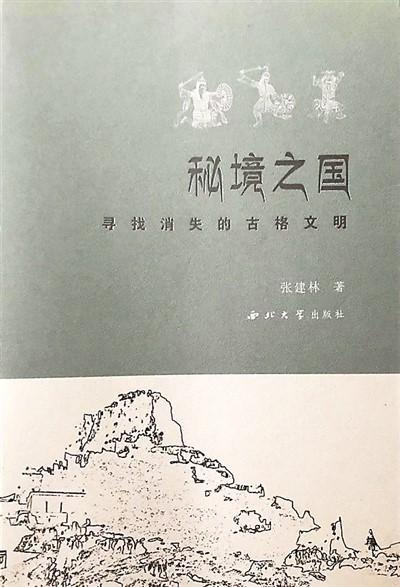 秘境之国
寻找消失的古格文明
张建林 著
西北大学出版社